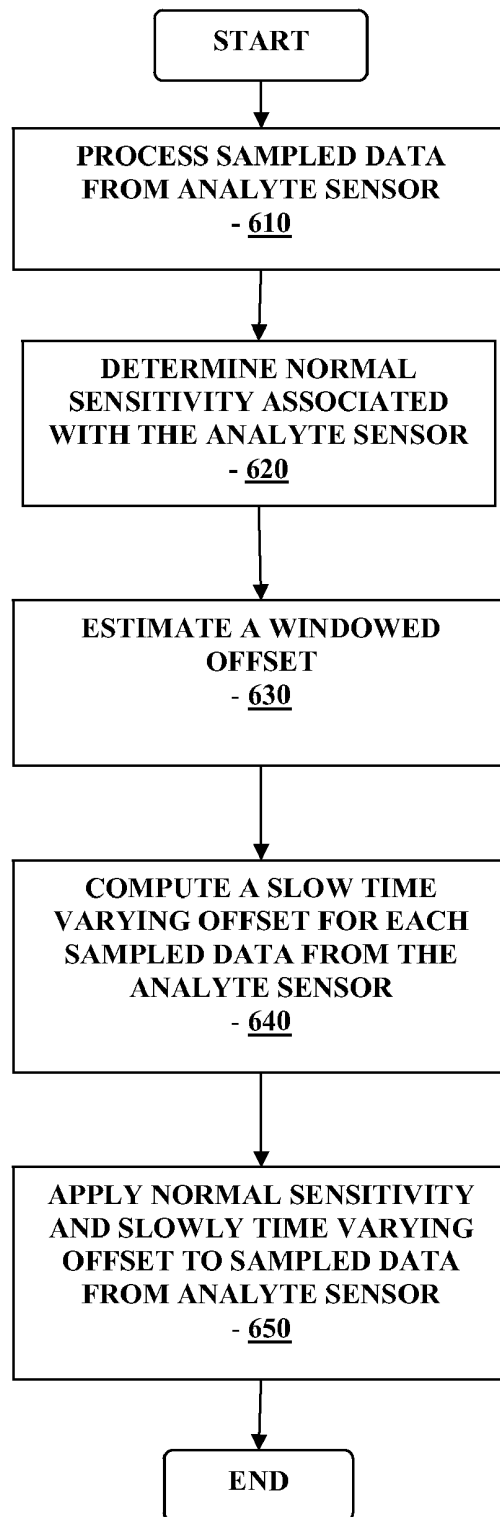 START
PROCESS SAMPLED DATA
FROM ANALYTE SENSOR
- 610
DETERMINE NORMAL
SENSITIVITY ASSOCIATED
WITH THE ANALYTE SENSOR
- 620
ESTIMATE A WINDOWED
OFFSET
- 630
COMPUTE A SLOW TIME
VARYING OFFSET FOR EACH
SAMPLED DATA FROM THE
ANALYTE SENSOR
- 640
APPLY NORMAL SENSITIVITY
AND SLOWLY TIME VARYING
OFFSET TO SAMPLED DATA
FROM ANALYTE SENSOR
- 650
END